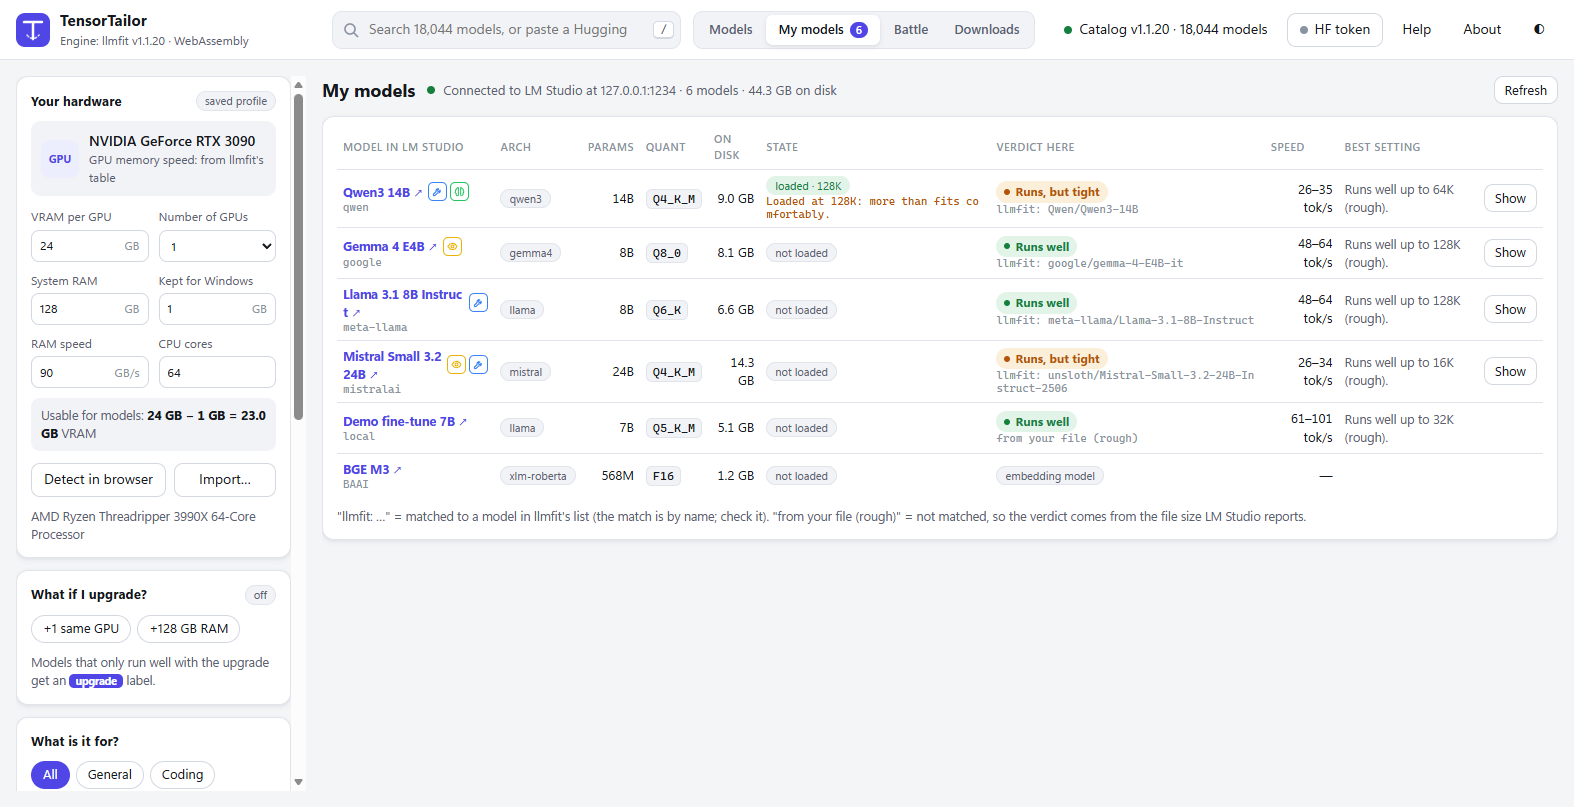 TensorTailor
Engine: llmfit v1.1.20 · WebAssembly
Search 18,044 models, or paste a Hugging
/
Models
My models 6
Battle
Downloads
Catalog v1.1.20 · 18,044 models
HF token
Help
About
Your hardware
saved profile
GPU
NVIDIA GeForce RTX 3090
GPU memory speed: from llmfit's
table
VRAM per GPU
Number of GPUs
24 GB
1
System RAM
Kept for Windows
128 GB
1 GB
RAM speed
CPU cores
90 GB/s
64
Usable for models: 24 GB − 1 GB = 23.0
GB VRAM
Detect in browser
Import...
AMD Ryzen Threadripper 3990X 64-Core
Processor
What if I upgrade?
off
+1 same GPU
+128 GB RAM
Models that only run well with the upgrade
get an upgrade label.
What is it for?
All
General
Coding
My models
Connected to LM Studio at 127.0.0.1:1234 · 6 models · 44.3 GB on disk
Refresh
MODEL IN LM STUDIO
ARCH
PARAMS
QUANT
ON
DISK
STATE
VERDICT HERE
SPEED
BEST SETTING
Qwen3 14B ↗
qwen
qwen3
14B
Q4_K_M
9.0 GB
loaded · 128K
Loaded at 128K: more than fits co
mfortably.
Runs, but tight
llmfit: Qwen/Qwen3-14B
26–35
tok/s
Runs well up to 64K
(rough).
Show
Gemma 4 E4B ↗
google
gemma4
8B
Q8_0
8.1 GB
not loaded
Runs well
llmfit: google/gemma-4-E4B-it
48–64
tok/s
Runs well up to 128K
(rough).
Show
Llama 3.1 8B Instruc
t ↗
meta-llama
llama
8B
Q6_K
6.6 GB
not loaded
Runs well
llmfit: meta-llama/Llama-3.1-8B-Instruct
48–64
tok/s
Runs well up to 128K
(rough).
Show
Mistral Small 3.2
24B ↗
mistralai
mistral
24B
Q4_K_M
14.3
GB
not loaded
Runs, but tight
llmfit: unsloth/Mistral-Small-3.2-24B-In
struct-2506
26–34
tok/s
Runs well up to 16K
(rough).
Show
Demo fine-tune 7B ↗
local
llama
7B
Q5_K_M
5.1 GB
not loaded
Runs well
from your file (rough)
61–101
tok/s
Runs well up to 32K
(rough).
BGE M3 ↗
BAAI
xlm-roberta
568M
F16
1.2 GB
not loaded
embedding model
—
"llmfit: ..." = matched to a model in llmfit's list (the match is by name; check it). "from your file (rough)" = not matched, so the verdict comes from the file size LM Studio reports.